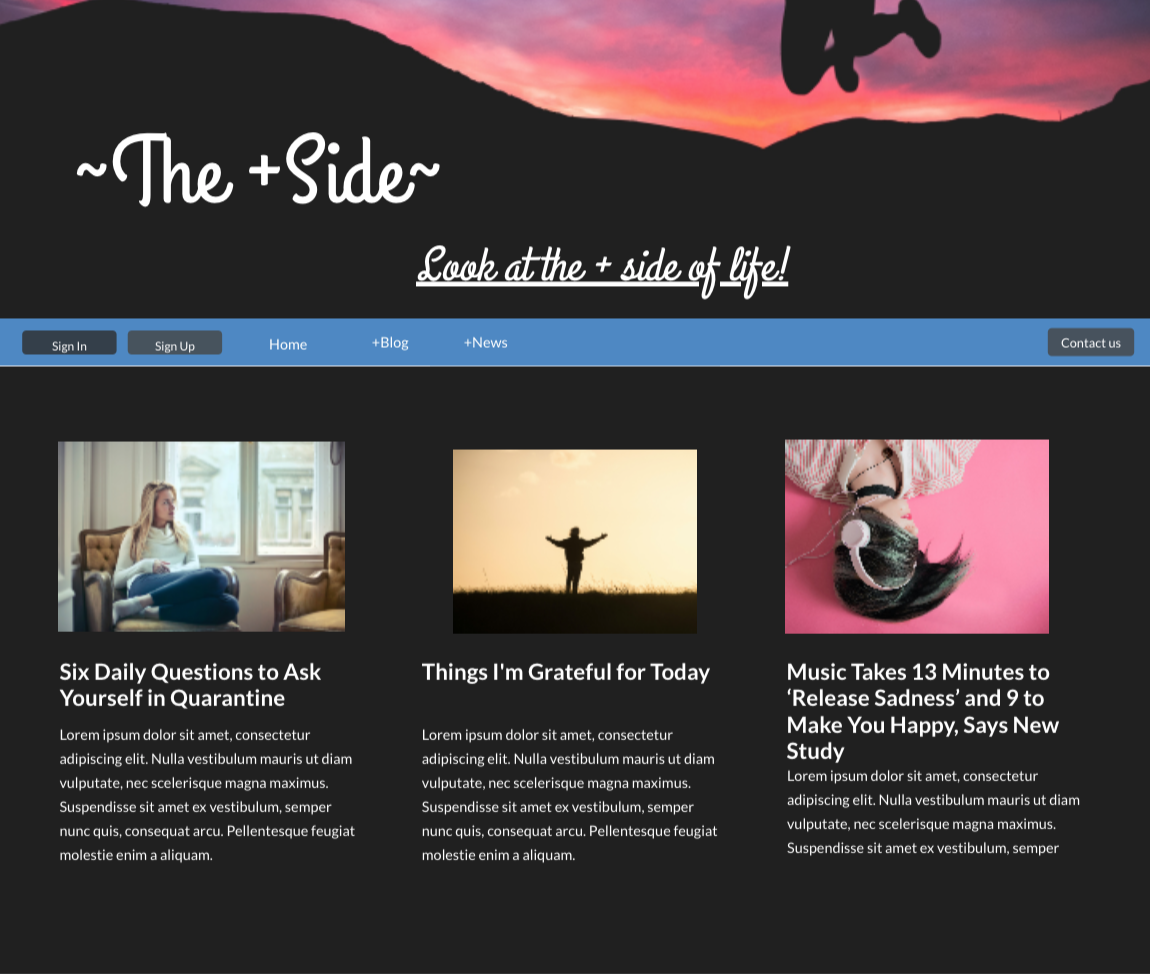 ~The +Side~
Look at the + side of life!
Sign In
Sign Up
Home
+Blog
+News
Contact us
Six Daily Questions to Ask
Yourself in Quarantine
Lorem ipsum dolor sit amet, consectetur
adipiscing elit. Nulla vestibulum mauris ut diam
vulputate, nec scelerisque magna maximus.
Suspendisse sit amet ex vestibulum, semper
nunc quis, consequat arcu. Pellentesque feugiat
molestie enim a aliquam.
Things I'm Grateful for Today
Lorem ipsum dolor sit amet, consectetur
adipiscing elit. Nulla vestibulum mauris ut diam
vulputate, nec scelerisque magna maximus.
Suspendisse sit amet ex vestibulum, semper
nunc quis, consequat arcu. Pellentesque feugiat
molestie enim a aliquam.
Music Takes 13 Minutes to
‘Release Sadness’ and 9 to
Make You Happy, Says New
Study
Lorem ipsum dolor sit amet, consectetur
adipiscing elit. Nulla vestibulum mauris ut diam
vulputate, nec scelerisque magna maximus.
Suspendisse sit amet ex vestibulum, semper